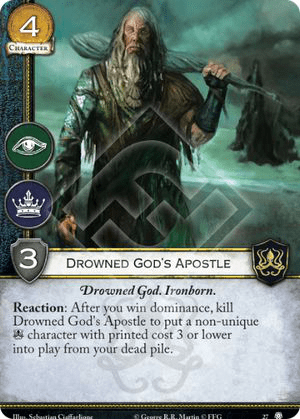 4
CHARACTER
3
DROWNED GOD'S APOSTLE
Drowned God. Ironborn.
Reaction: After you win dominance, kill
Drowned God's Apostle to put a non-unique
character with printed cost 3 or lower
into play from your dead pile.
Illus. Sebastian Ciaffaglione © George R.R. Martin © FFG 27